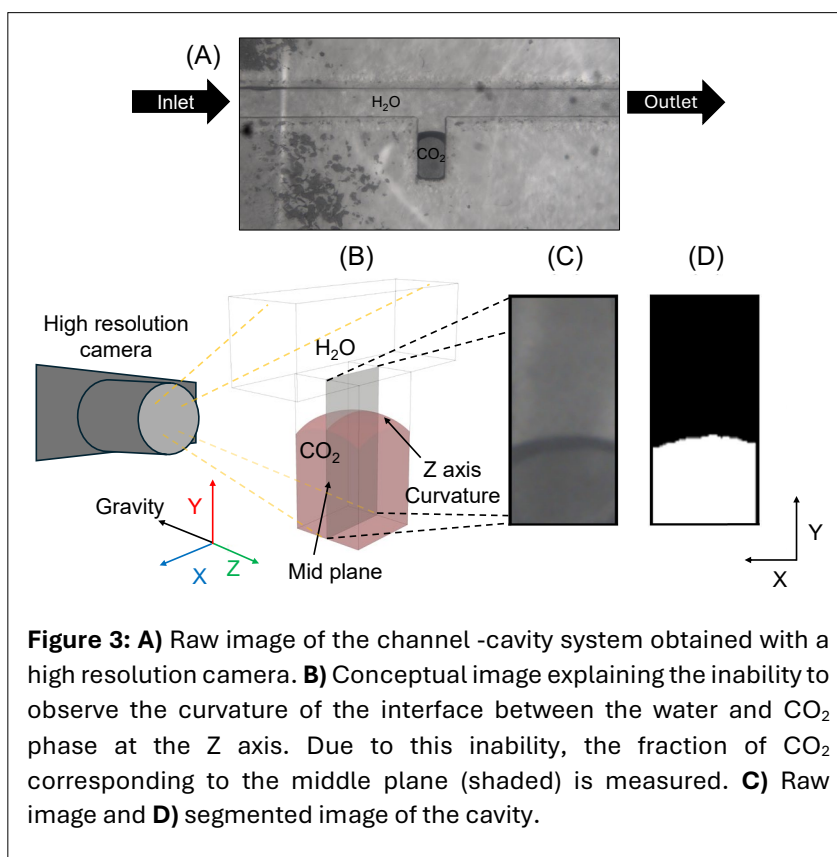 (A)
Inlet
H₂O
Outlet
CO₂
(B)
(C)
(D)
High resolution
camera
H₂O
CO₂
Z axis
Curvature
Gravity
Y
X
Z
Mid plane
Y
X
Figure 3: A) Raw image of the channel -cavity system obtained with a
high resolution camera. B) Conceptual image explaining the inability to
observe the curvature of the interface between the water and CO₂
phase at the Z axis. Due to this inability, the fraction of CO₂
corresponding to the middle plane (shaded) is measured. C) Raw
image and D) segmented image of the cavity.